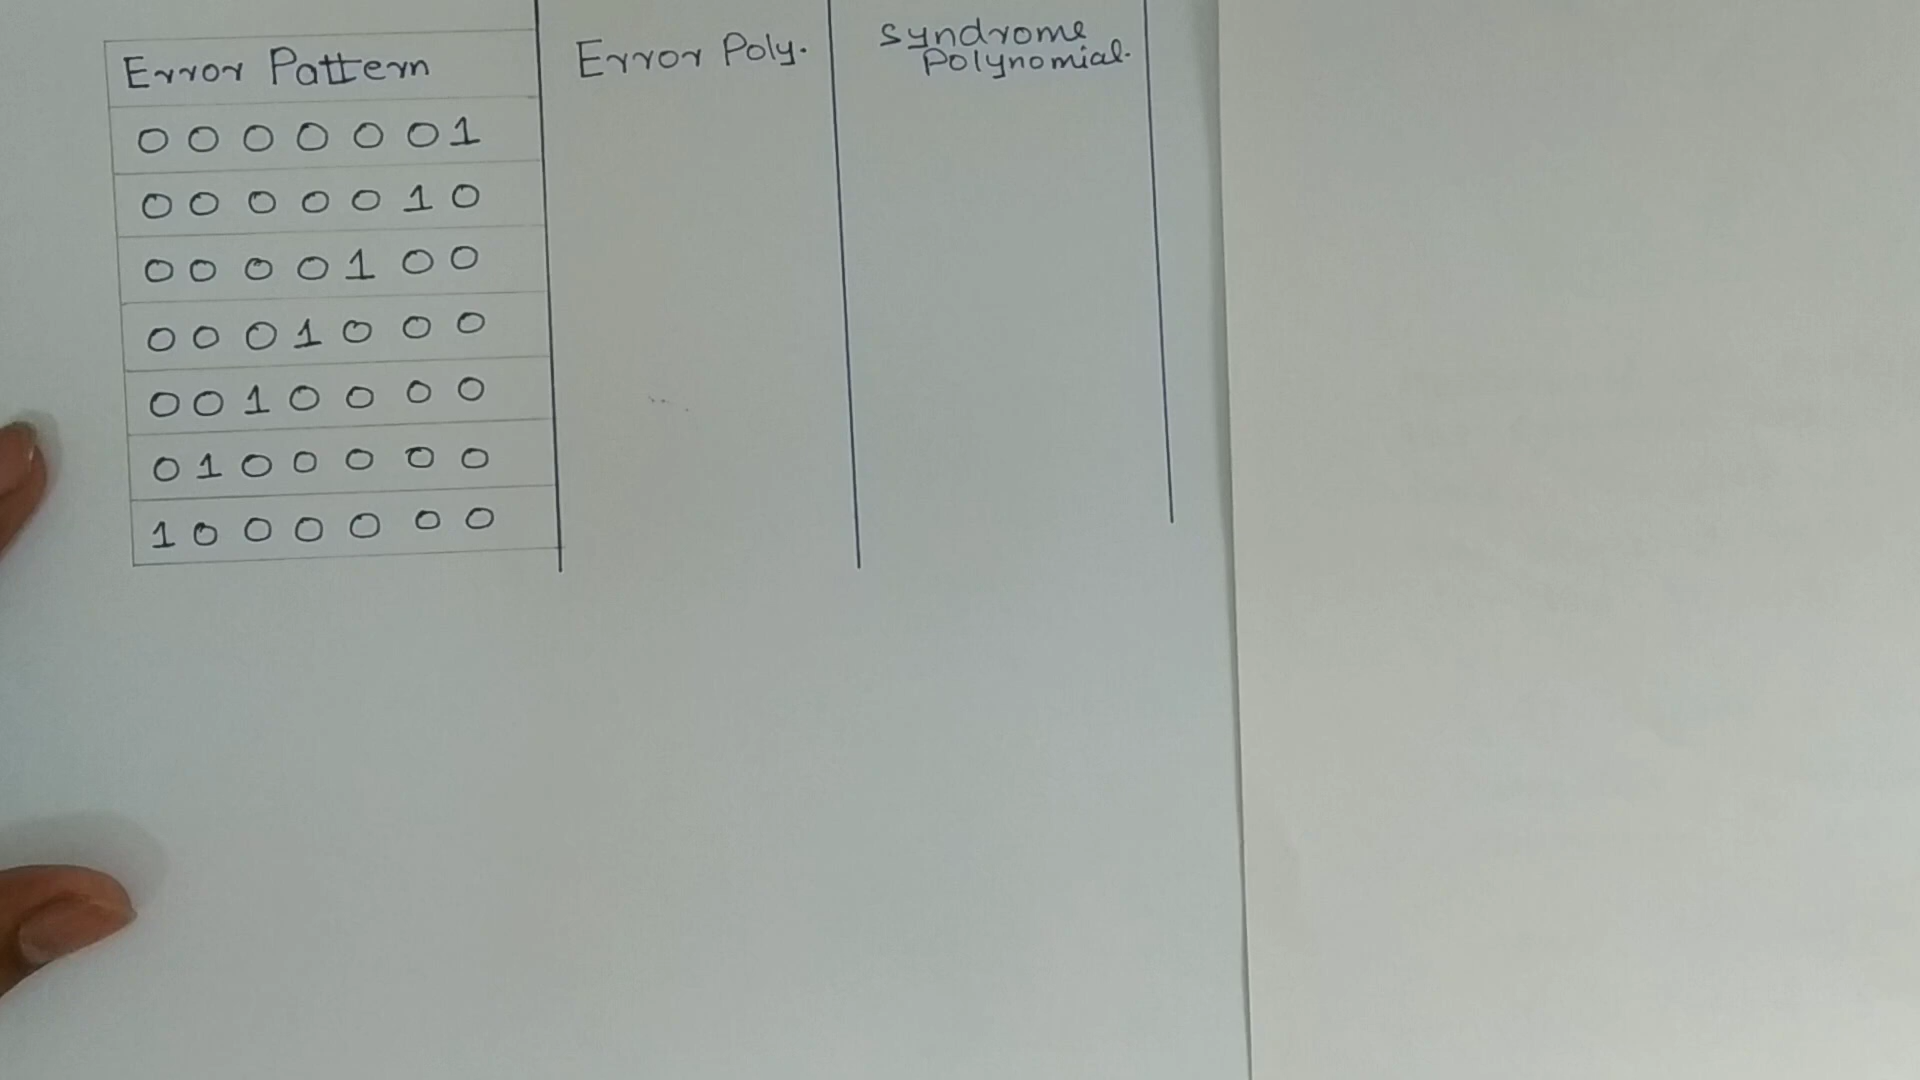 Error Pattern
Error Poly.
Syndrome
Polynomial.
0 0 0 0 0 0 1
0 0 0 0 0 1 0
0 0 0 0 1 0 0
0 0 0 1 0 0 0
0 0 1 0 0 0 0
0 1 0 0 0 0 0
1 0 0 0 0 0 0